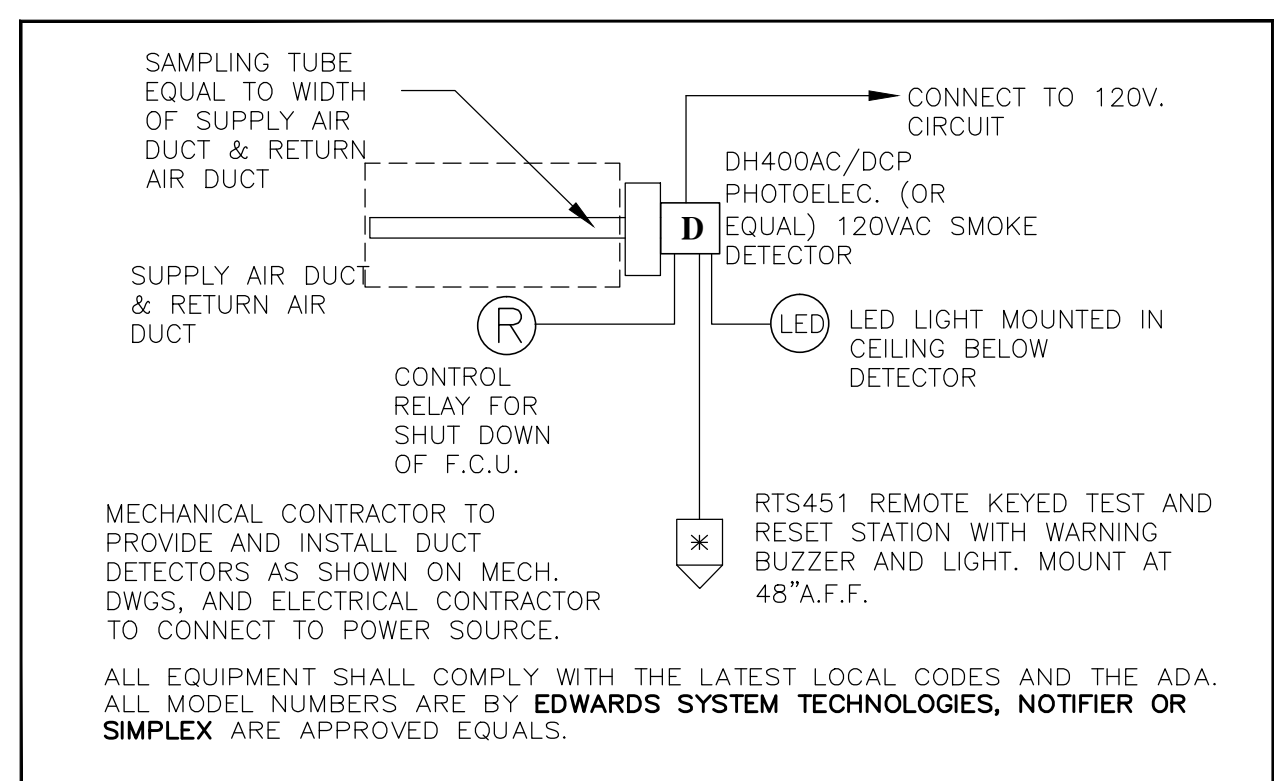 SAMPLING TUBE
EQUAL TO WIDTH
OF SUPPLY AIR
DUCT & RETURN
AIR DUCT
CONNECT TO 120V.
CIRCUIT
DH400AC/DCP
PHOTOELEC. (OR
EQUAL) 120VAC SMOKE
DETECTOR
D
SUPPLY AIR DUCT
& RETURN AIR
DUCT
R
LED
LED LIGHT MOUNTED IN
CEILING BELOW
DETECTOR
CONTROL
RELAY FOR
SHUT DOWN
OF F.C.U.
MECHANICAL CONTRACTOR TO
PROVIDE AND INSTALL DUCT
DETECTORS AS SHOWN ON MECH.
DWGS, AND ELECTRICAL CONTRACTOR
TO CONNECT TO POWER SOURCE.
*
RTS451 REMOTE KEYED TEST AND
RESET STATION WITH WARNING
BUZZER AND LIGHT. MOUNT AT
48”A.F.F.
ALL EQUIPMENT SHALL COMPLY WITH THE LATEST LOCAL CODES AND THE ADA.
ALL MODEL NUMBERS ARE BY EDWARDS SYSTEM TECHNOLOGIES, NOTIFIER OR
SIMPLEX ARE APPROVED EQUALS.